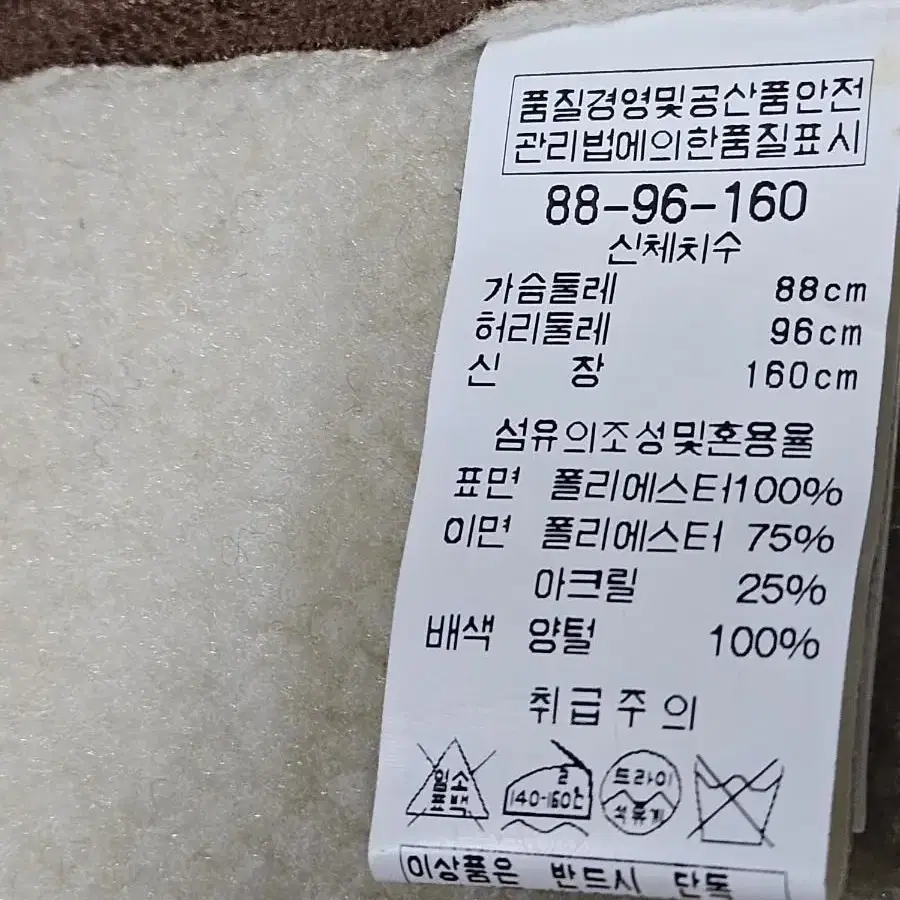 품질경영및공산품안전
관리법에의한품질표시
88-96-160
신체치수
가슴둘레 88cm
허리둘레 96cm
신 장 160cm
섬유의조성및혼용율
표면 폴리에스터100%
이면 폴리에스터 75%
아크릴 25%
배색 양털 100%
취급주의
염소
표백
140-160
드라이
석유계
이상품은 반드시 단독